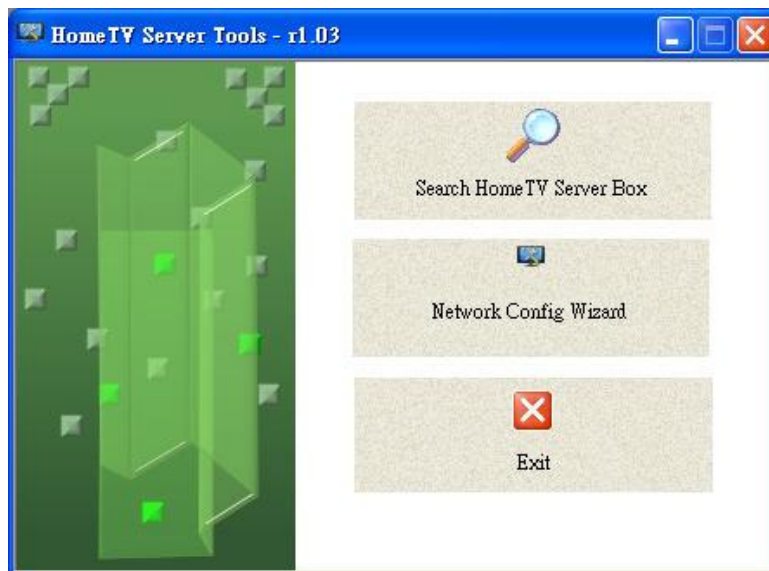 HomeTV Server Tools - r1.03
Search HomeTV Server Box
Network Config Wizard
Exit